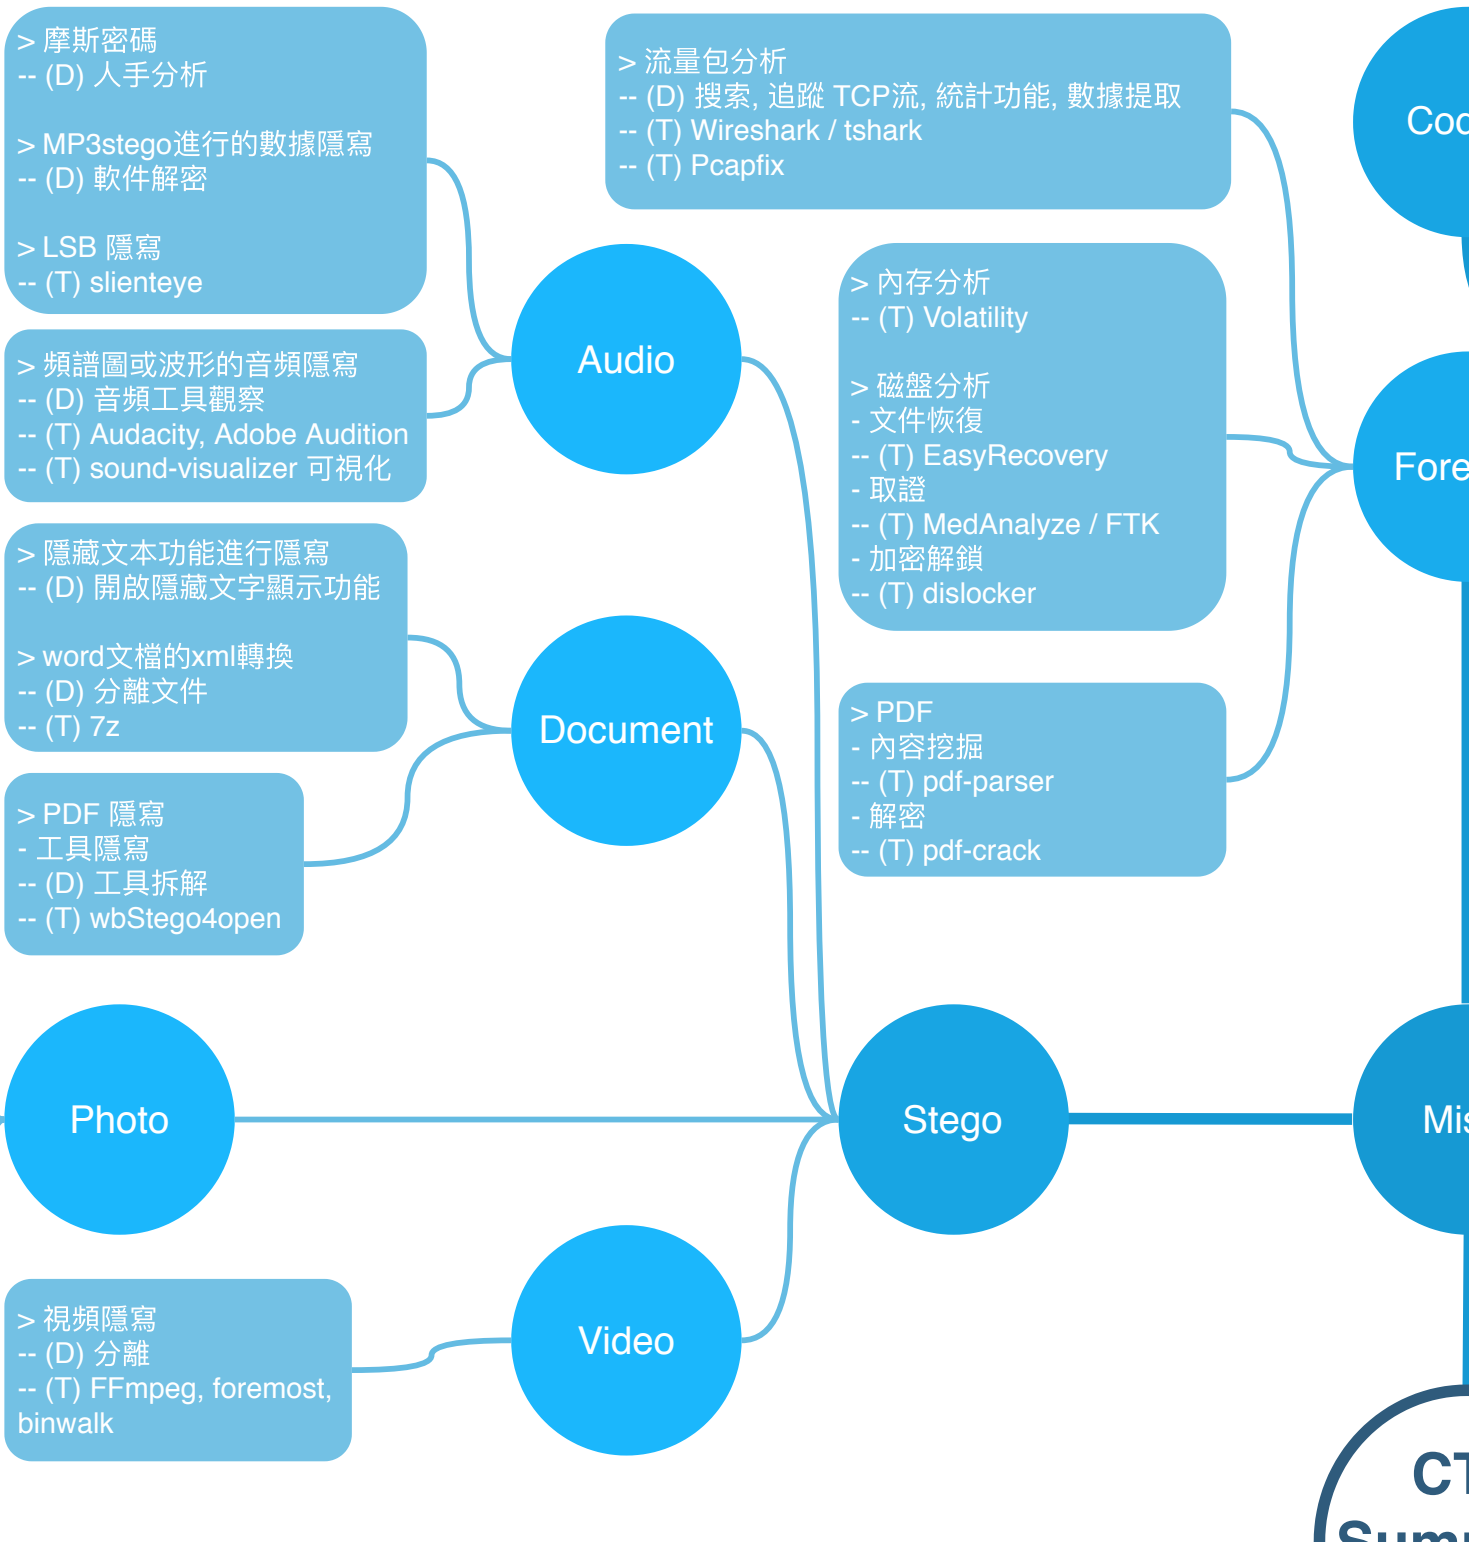 > 摩斯密碼
-- (D) 人手分析
> MP3stego進行的數據隱寫
-- (D) 軟件解密
> LSB 隱寫
-- (T) slienteye
> 頻譜圖或波形的音頻隱寫
-- (D) 音頻工具觀察
-- (T) Audacity, Adobe Audition
-- (T) sound-visualizer 可視化
Audio
> 隱藏文本功能進行隱寫
-- (D) 開啟隱藏文字顯示功能
> word文檔的xml轉換
-- (D) 分離文件
-- (T) 7z
> PDF 隱寫
- 工具隱寫
-- (D) 工具拆解
-- (T) wbStego4open
Document
Photo
> 視頻隱寫
-- (D) 分離
-- (T) FFmpeg, foremost,
binwalk
Video
Stego
> 流量包分析
-- (D) 搜索, 追蹤 TCP流, 統計功能, 數據提取
-- (T) Wireshark / tshark
-- (T) Pcapfix
> 內存分析
-- (T) Volatility
> 磁盤分析
- 文件恢復
-- (T) EasyRecovery
- 取證
-- (T) MedAnalyze / FTK
- 加密解鎖
-- (T) dislocker
> PDF
- 內容挖掘
-- (T) pdf-parser
- 解密
-- (T) pdf-crack